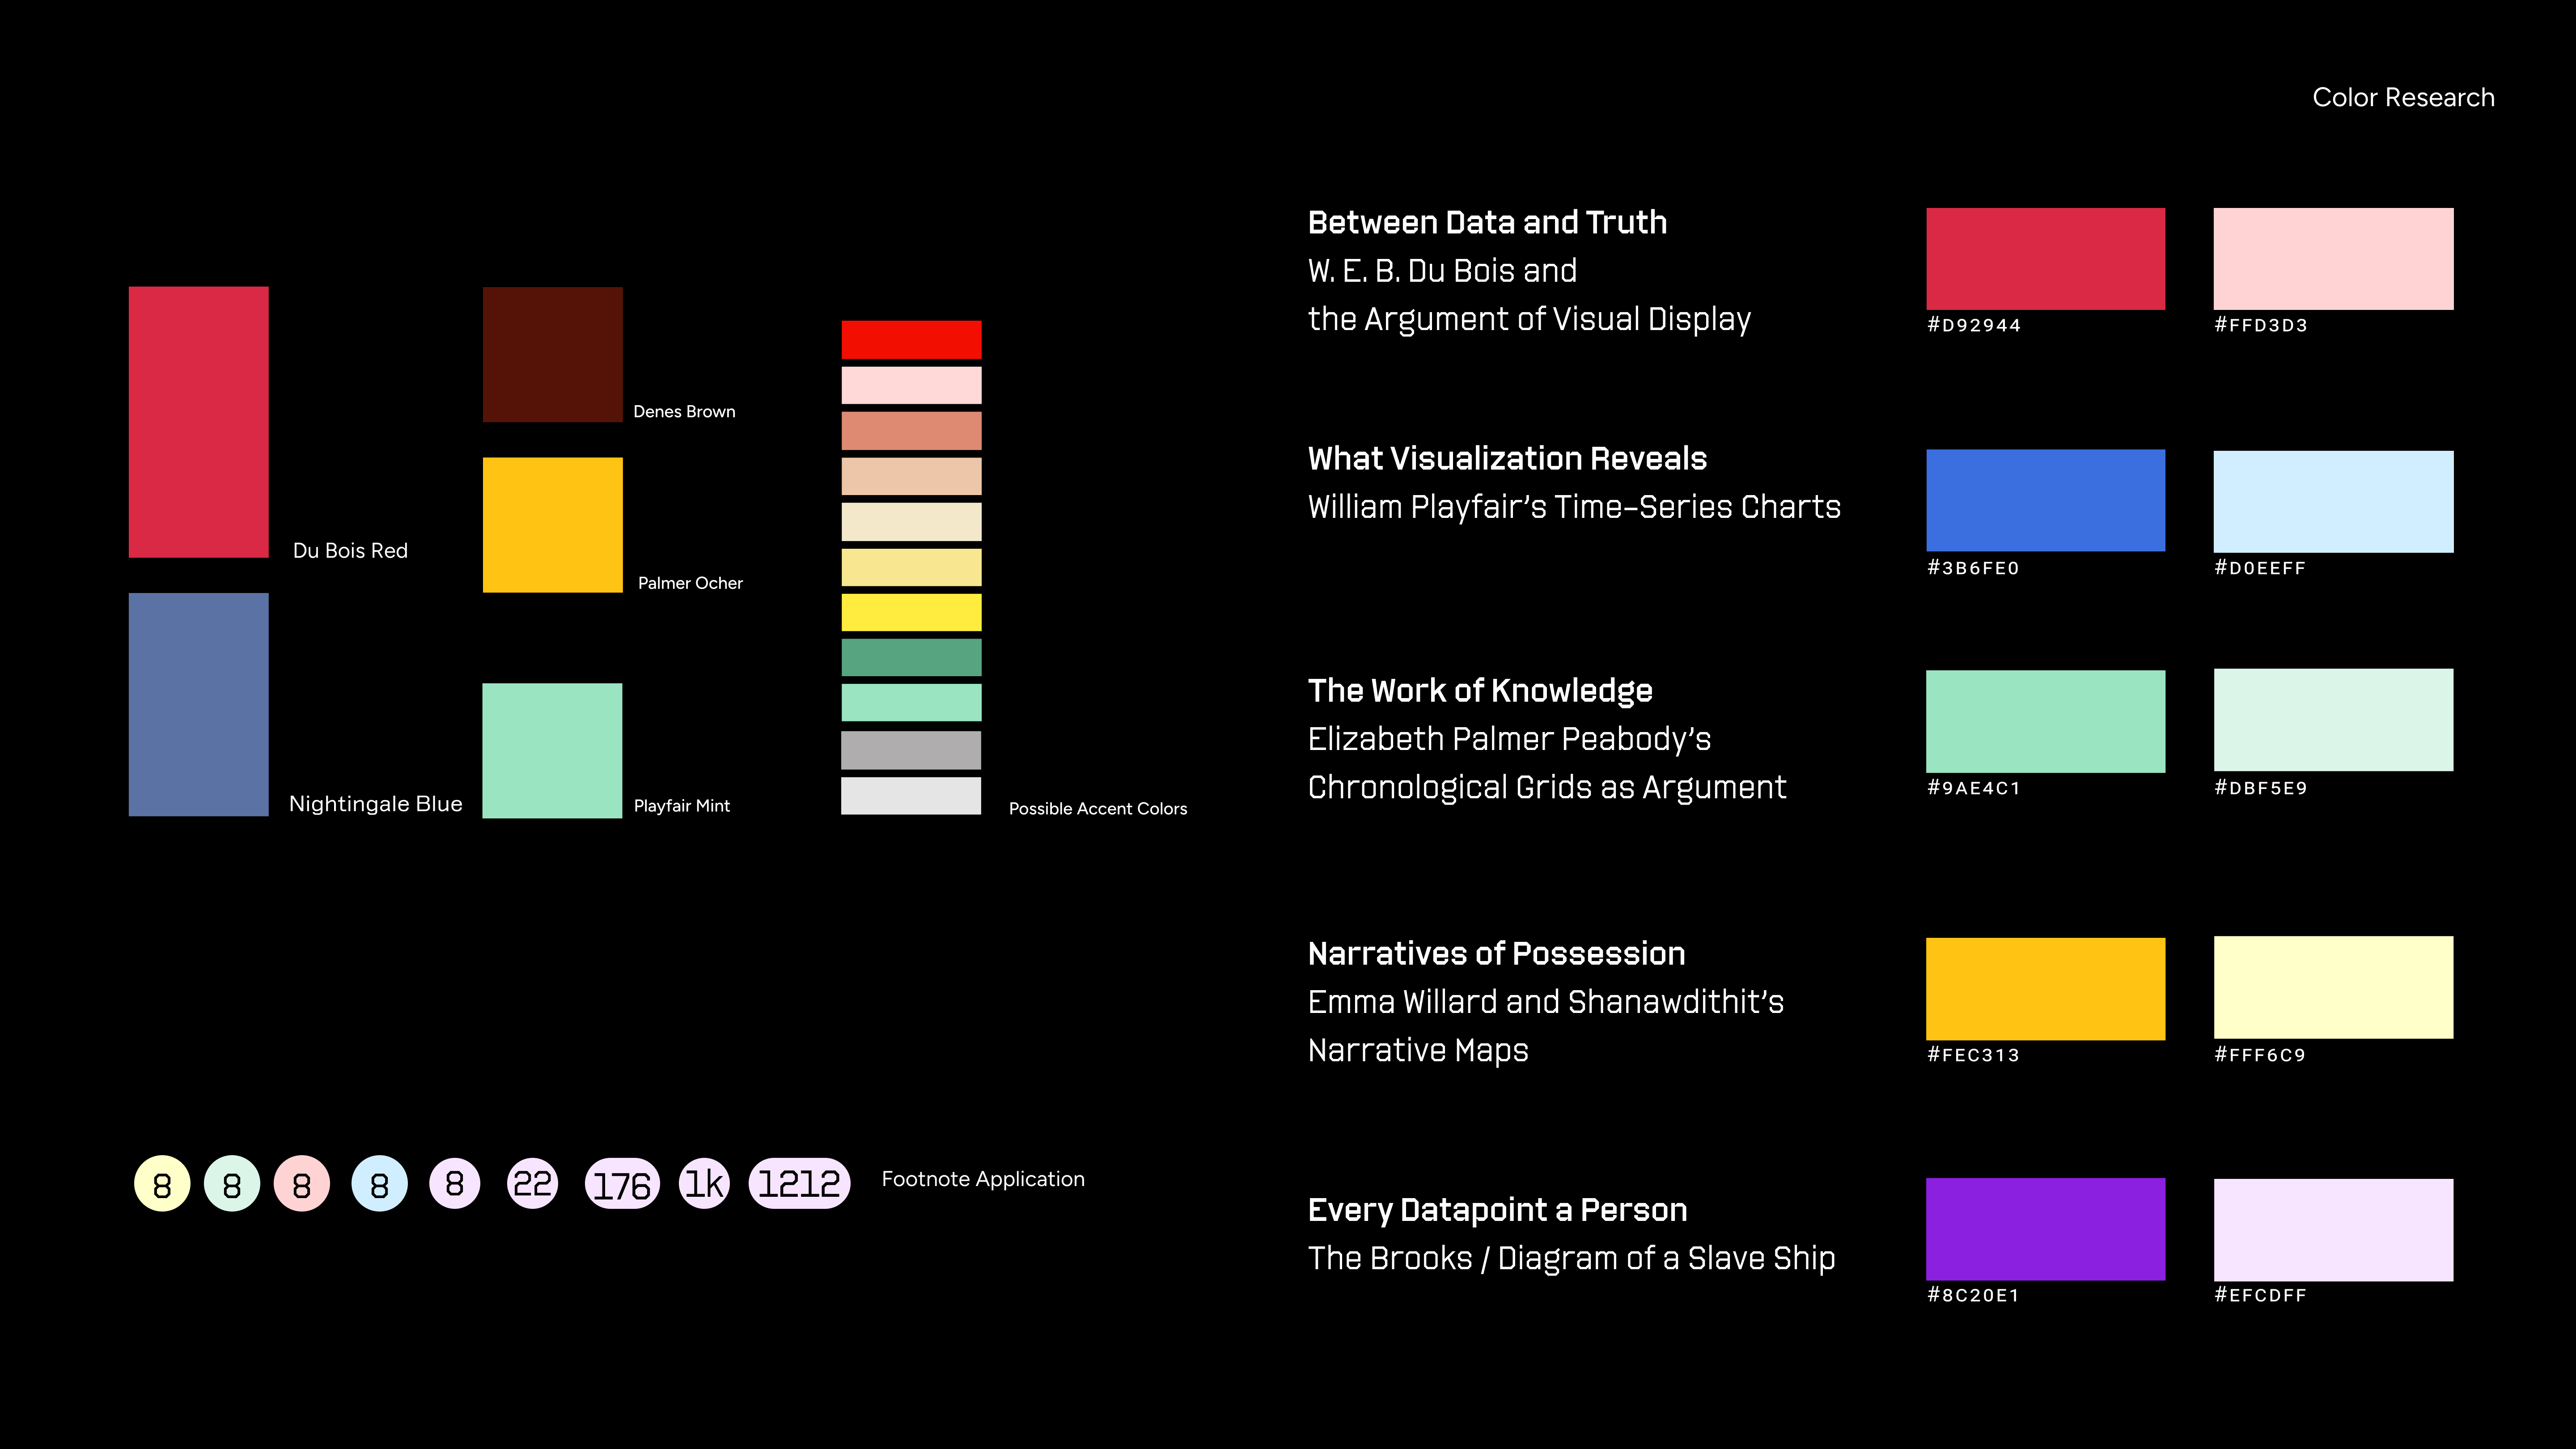 Color Research
Du Bois Red
Nightingale Blue
Denes Brown
Palmer Ocher
Playfair Mint
Possible Accent Colors
8
8
8
8
8
22
176
1k
1212
Footnote Application
Between Data and Truth
W. E. B. Du Bois and
the Argument of Visual Display
#D92944
#FFD3D3
What Visualization Reveals
William Playfair’s Time–Series Charts
#3B6FE0
#D0EEFF
The Work of Knowledge
Elizabeth Palmer Peabody’s
Chronological Grids as Argument
#9AE4C1
#DBF5E9
Narratives of Possession
Emma Willard and Shanawdithit’s
Narrative Maps
#FEC313
#FFF6C9
Every Datapoint a Person
The Brooks / Diagram of a Slave Ship
#8C20E1
#EFCDFF